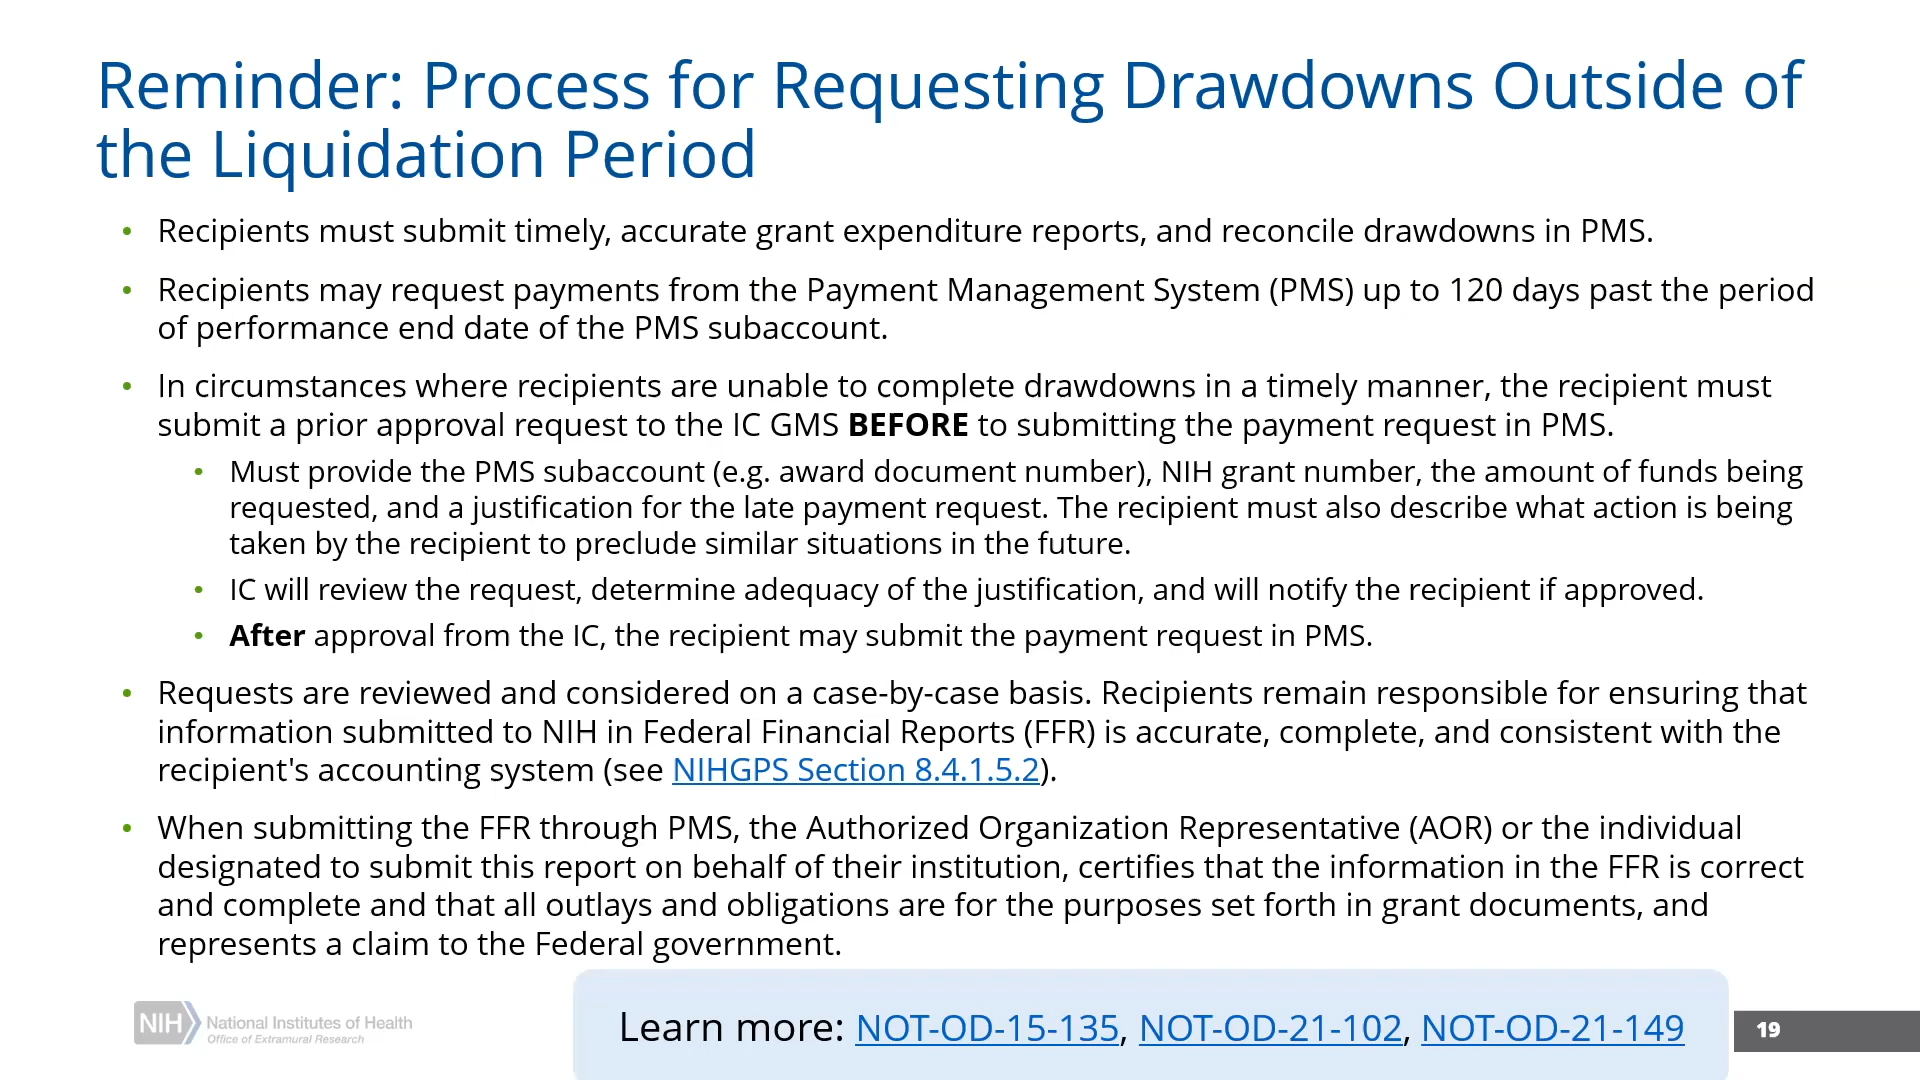 Reminder: Process for Requesting Drawdowns Outside of
the Liquidation Period
• Recipients must submit timely, accurate grant expenditure reports, and reconcile drawdowns in PMS.
• Recipients may request payments from the Payment Management System (PMS) up to 120 days past the period
of performance end date of the PMS subaccount.
• In circumstances where recipients are unable to complete drawdowns in a timely manner, the recipient must
submit a prior approval request to the IC GMS BEFORE to submitting the payment request in PMS.
• Must provide the PMS subaccount (e.g. award document number), NIH grant number, the amount of funds being
requested, and a justification for the late payment request. The recipient must also describe what action is being
taken by the recipient to preclude similar situations in the future.
• IC will review the request, determine adequacy of the justification, and will notify the recipient if approved.
• After approval from the IC, the recipient may submit the payment request in PMS.
• Requests are reviewed and considered on a case-by-case basis. Recipients remain responsible for ensuring that
information submitted to NIH in Federal Financial Reports (FFR) is accurate, complete, and consistent with the
recipient's accounting system (see NIHGPS Section 8.4.1.5.2).
• When submitting the FFR through PMS, the Authorized Organization Representative (AOR) or the individual
designated to submit this report on behalf of their institution, certifies that the information in the FFR is correct
and complete and that all outlays and obligations are for the purposes set forth in grant documents, and
represents a claim to the Federal government.
NIH National Institutes of Health
Office of Extramural Research
Learn more: NOT-OD-15-135, NOT-OD-21-102, NOT-OD-21-149
19